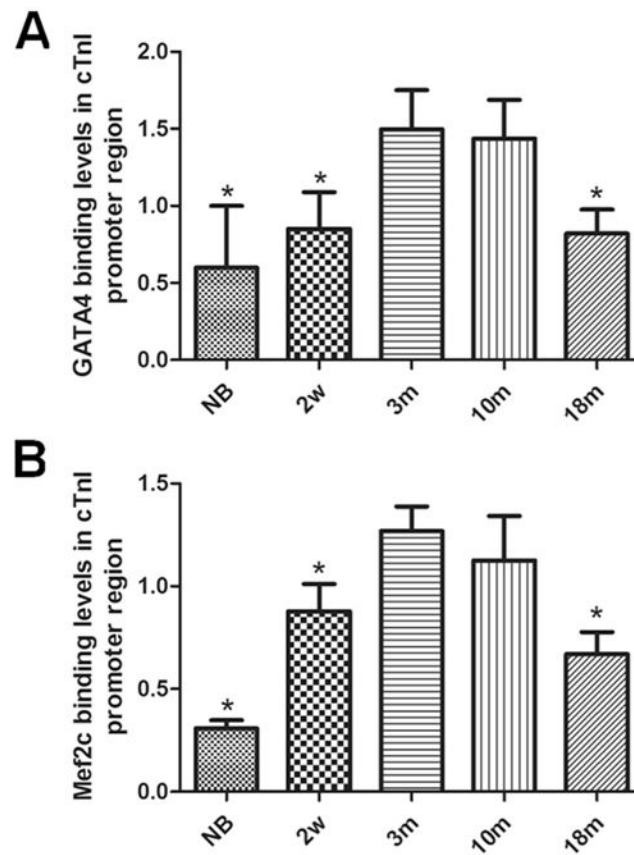 A
GATA4 binding levels in cTnI
promoter region
2.0
1.5
1.0
0.5
0.0
*
*
*
NB
2w
3m
10m
18m
B
Mef2c binding levels in cTnI
promoter region
1.5
1.0
0.5
0.0
*
*
*
NB
2w
3m
10m
18m